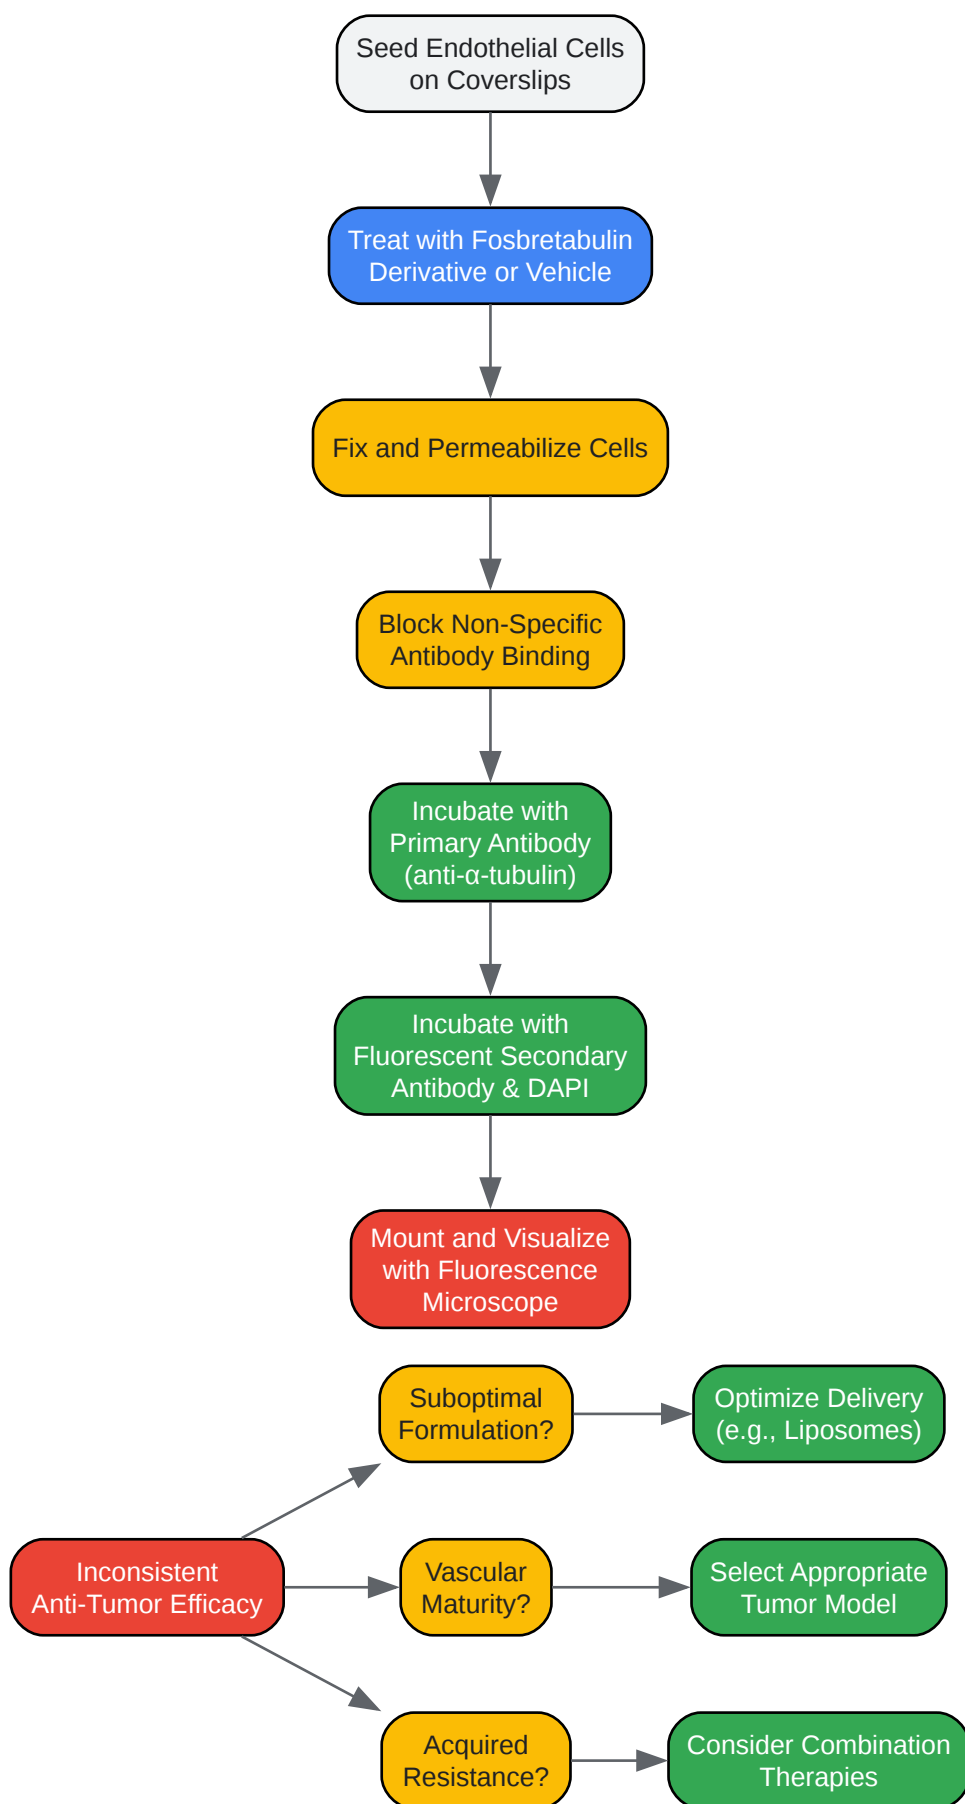 Seed Endothelial Cells
on Coverslips
Treat with Fosbretabulin
Derivative or Vehicle
Fix and Permeabilize Cells
Block Non-Specific
Antibody Binding
Incubate with
Primary Antibody
(anti-α-tubulin)
Incubate with
Fluorescent Secondary
Antibody & DAPI
Mount and Visualize
with Fluorescence
Microscope
Suboptimal
Formulation?
Optimize Delivery
(e.g., Liposomes)
Inconsistent
Anti-Tumor Efficacy
Vascular
Maturity?
Select Appropriate
Tumor Model
Acquired
Resistance?
Consider Combination
Therapies